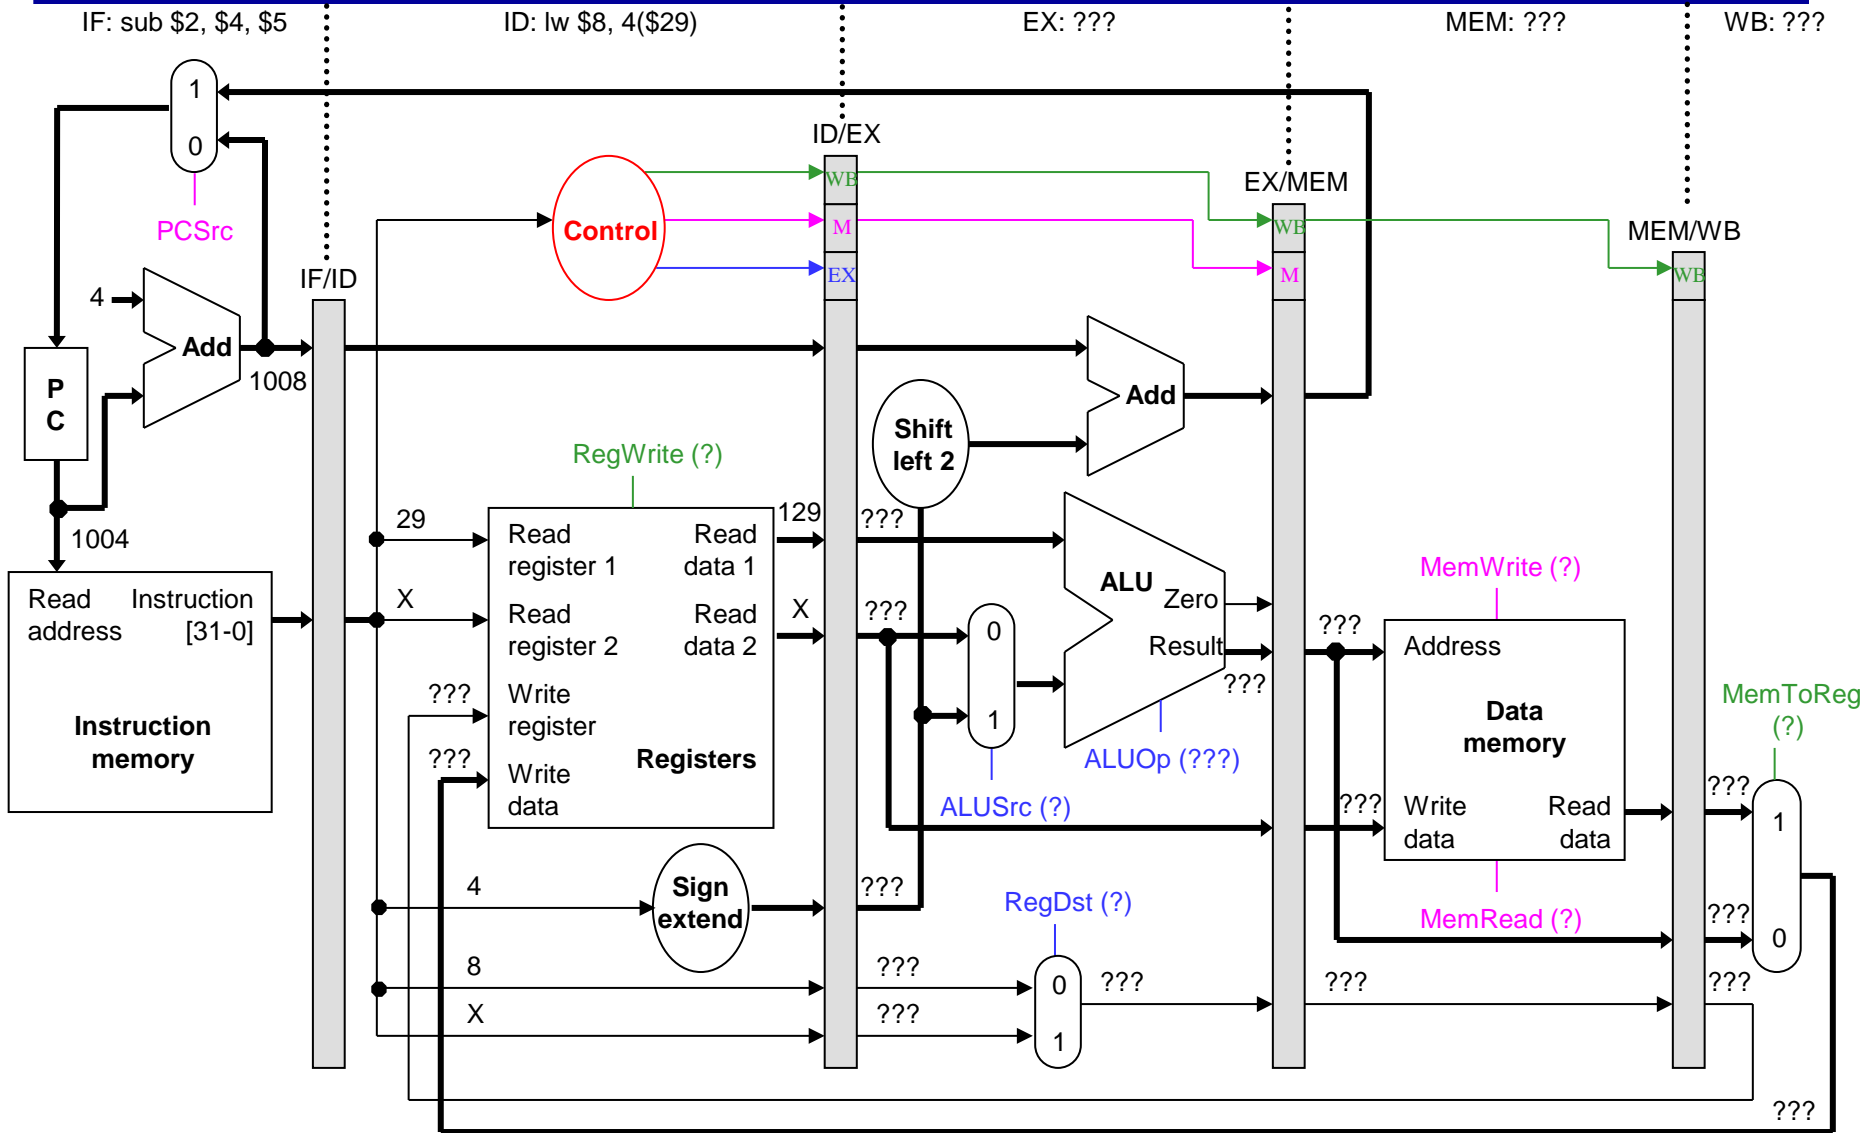 IF: sub $2, $4, $5
ID: lw $8, 4($29)
EX: ???
MEM: ???
WB: ???
1
0
PCSrc
ID/EX
WB
M
EX
Control
EX/MEM
WB
M
MEM/WB
WB
IF/ID
4
Add
1008
P
C
1004
Add
Shift
left 2
RegWrite (?)
29
X
???
???
Read
register 1
Read
data 1
Read
register 2
Read
data 2
Write
register
Write
data
Registers
129
X
???
???
Read
address
Instruction
[31-0]
Instruction
memory
0
1
ALUSrc (?)
ALU
Zero
Result
???
ALUOp (???)
MemWrite (?)
???
Address
Data
memory
???
Write
data
Read
data
MemRead (?)
MemToReg
(?)
???
1
???
0
4
Sign
extend
???
RegDst (?)
8
???
0
???
???
???
X
???
1
???